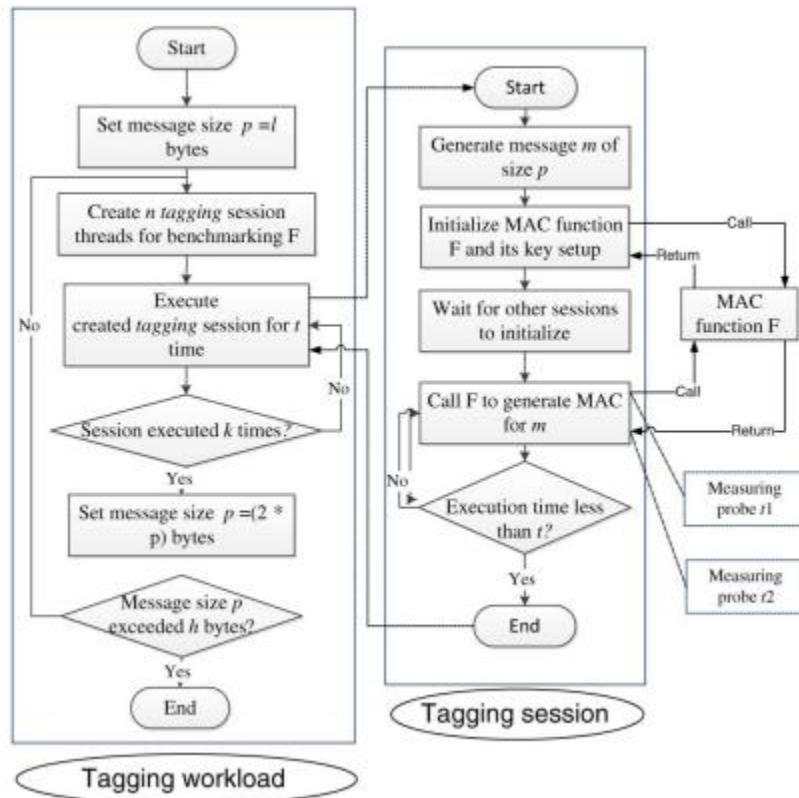 Start
Set message size p =l
bytes
Create n tagging session
threads for benchmarking F
Execute
created tagging session for t
time
No
No
Session executed k times?
Yes
Set message size p =(2 *
p) bytes
Message size p
exceeded h bytes?
Yes
End
Tagging workload
Start
Generate message m of
size p
Initialize MAC function
F and its key setup
Wait for other sessions
to initialize
Call F to generate MAC
for m
No
Execution time less
than t?
Yes
End
Tagging session
Call
Return
MAC
function F
Call
Return
Measuring
probe t1
Measuring
probe t2